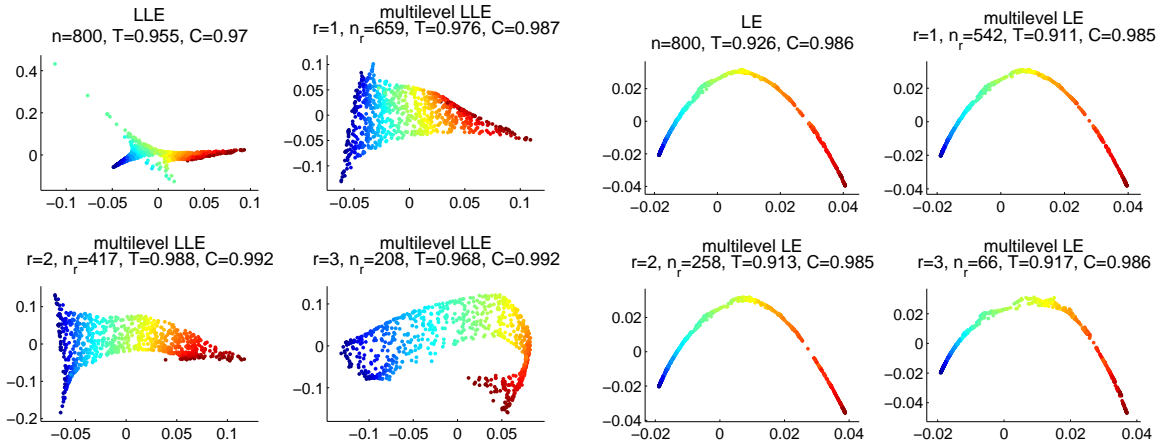 LLE
n=800, T=0.955, C=0.97
0.4
0.2
0
−0.1 −0.05 0 0.05 0.1
multilevel LLE
r=1, n_r=659, T=0.976, C=0.987
0.1
0.05
0
−0.05
−0.1
−0.05 0 0.05 0.1
LE
n=800, T=0.926, C=0.986
0.02
0
−0.02
−0.04
−0.02 0 0.02 0.04
multilevel LE
r=1, n_r=542, T=0.911, C=0.985
0.02
0
−0.02
−0.04
−0.02 0 0.02 0.04
multilevel LLE
r=2, n_r=417, T=0.988, C=0.992
0.1
0
−0.1
−0.2
−0.05 0 0.05 0.1
multilevel LLE
r=3, n_r=208, T=0.968, C=0.992
0.1
0
−0.1
−0.1 −0.05 0 0.05
multilevel LE
r=2, n_r=258, T=0.913, C=0.985
0.02
0
−0.02
−0.04
−0.02 0 0.02 0.04
multilevel LE
r=3, n_r=66, T=0.917, C=0.986
0.02
0
−0.02
−0.04
−0.02 0 0.02 0.04